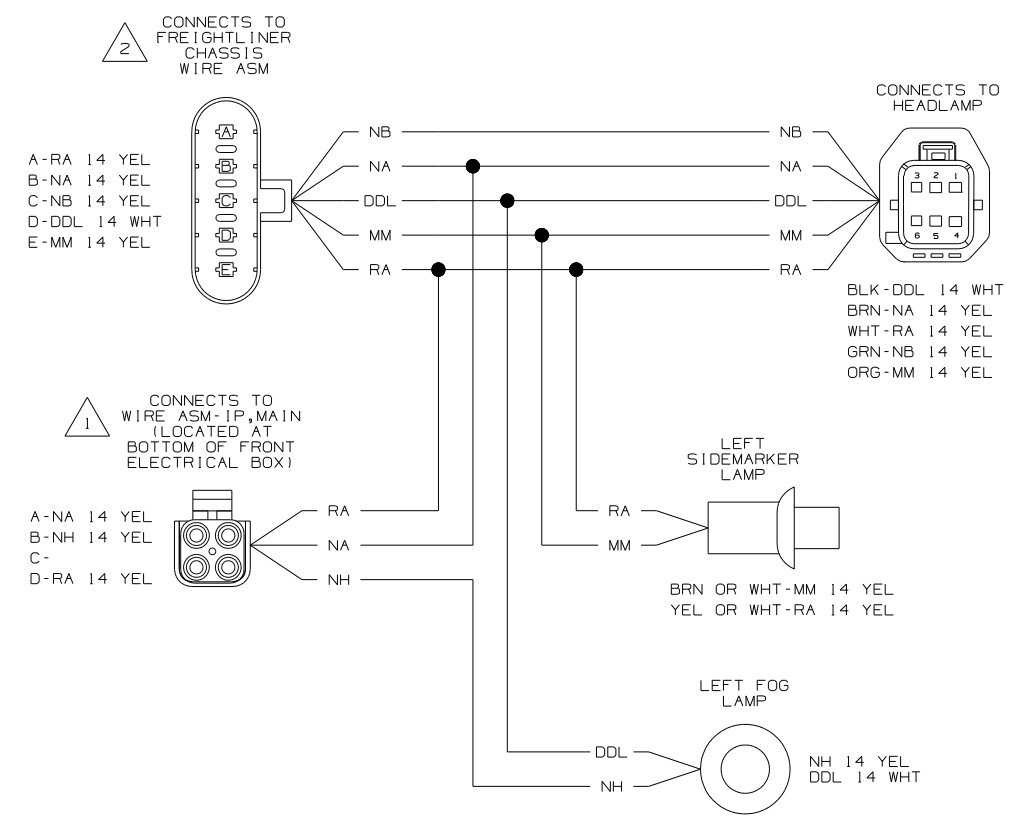 CONNECTS TO
FREIGHTLINER
CHASSIS
WIRE ASM
2
A
B
C
D
E
A-RA 14 YEL
B-NA 14 YEL
C-NB 14 YEL
D-DDL 14 WHT
E-MM 14 YEL
NB
NA
DDL
MM
RA
NB
NA
DDL
MM
RA
CONNECTS TO
HEADLAMP
3 2 1
6 5 4
BLK-DDL 14 WHT
BRN-NA 14 YEL
WHT-RA 14 YEL
GRN-NB 14 YEL
ORG-MM 14 YEL
1
CONNECTS TO
WIRE ASM-IP,MAIN
(LOCATED AT
BOTTOM OF FRONT
ELECTRICAL BOX)
A-NA 14 YEL
B-NH 14 YEL
C-
D-RA 14 YEL
RA
NA
NH
LEFT
SIDEMARKER
LAMP
RA
MM
BRN OR WHT-MM 14 YEL
YEL OR WHT-RA 14 YEL
LEFT FOG
LAMP
DDL
NH
NH 14 YEL
DDL 14 WHT